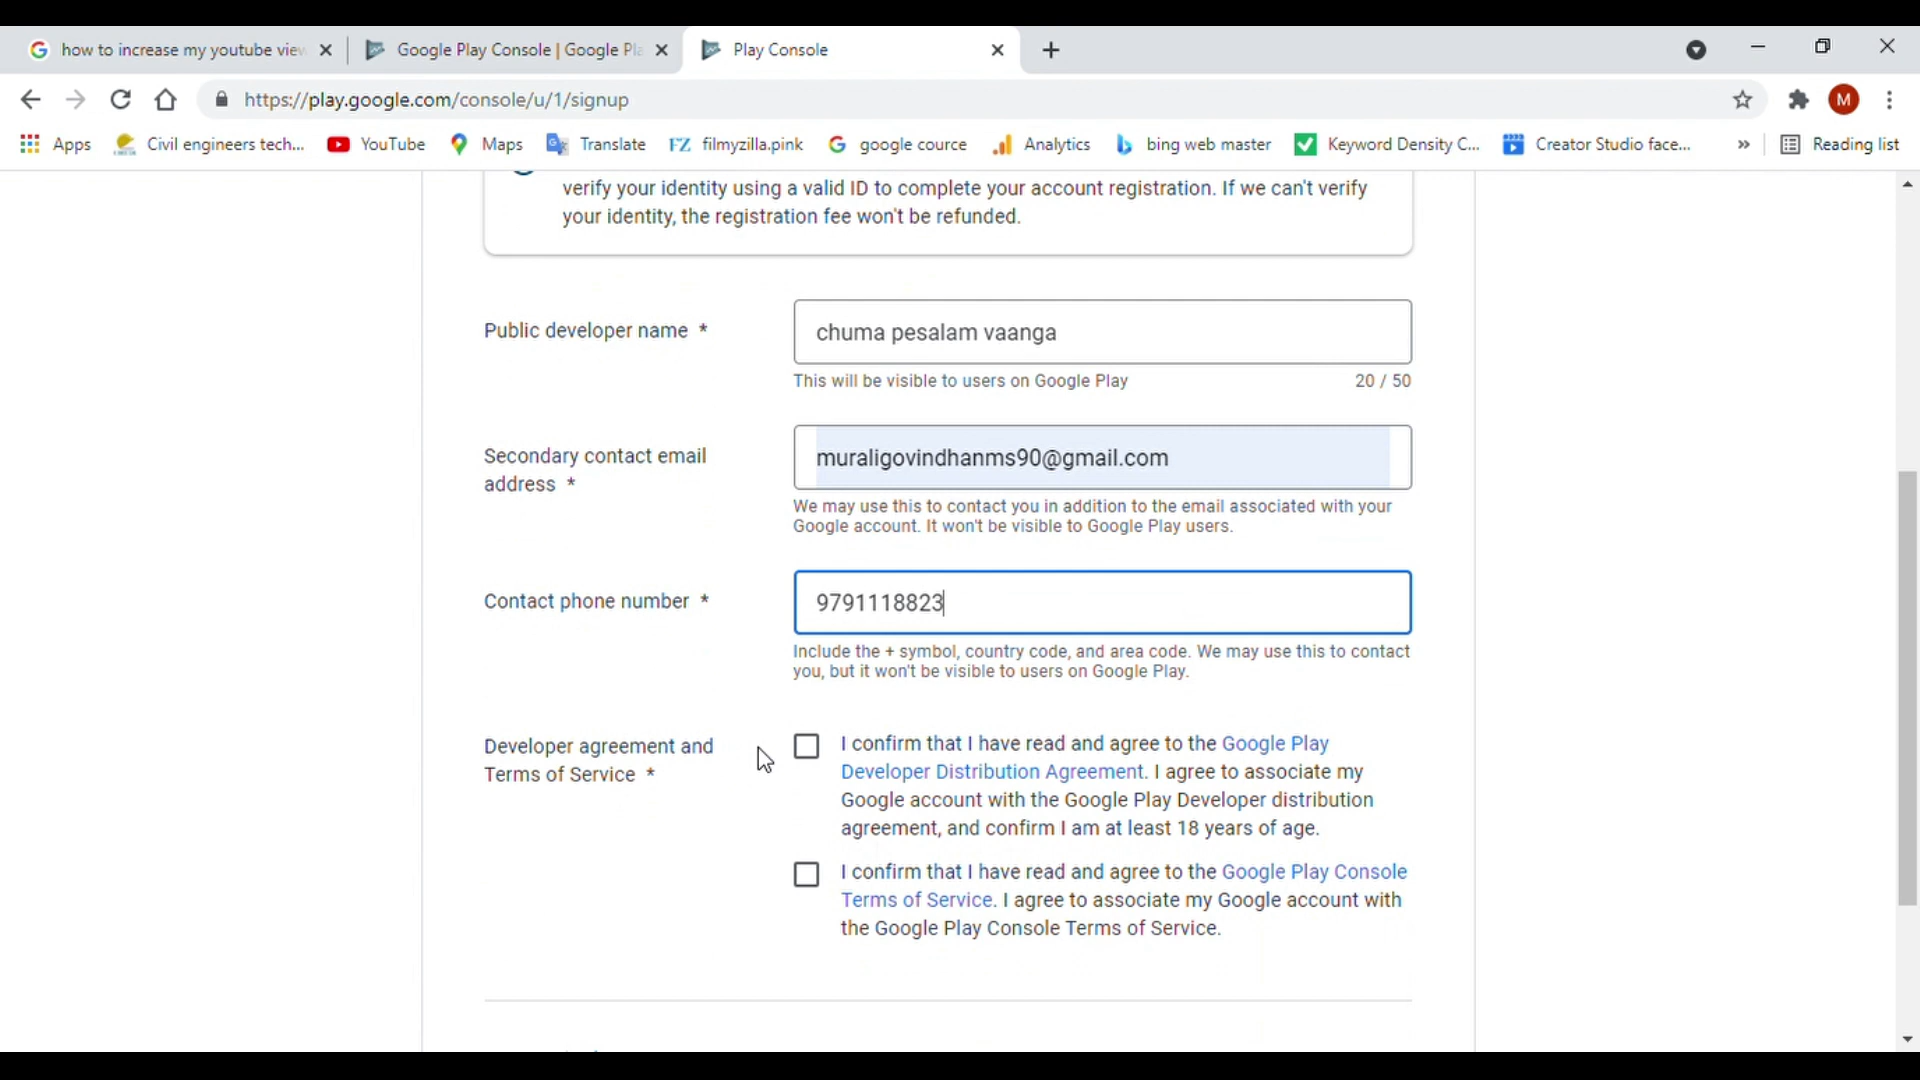 how to increase my youtube view
Google Play Console | Google Pla
Play Console
https://play.google.com/console/u/1/signup
M
Apps
Civil engineers tech...
YouTube
Maps
Translate
FZ filmyzilla.pink
google cource
Analytics
bing web master
Keyword Density C...
Creator Studio face...
»
Reading list
verify your identity using a valid ID to complete your account registration. If we can't verify
your identity, the registration fee won't be refunded.
Public developer name *
chuma pesalam vaanga
This will be visible to users on Google Play
20 / 50
Secondary contact email
address *
muraligovindhanms90@gmail.com
We may use this to contact you in addition to the email associated with your
Google account. It won't be visible to Google Play users.
Contact phone number *
9791118823
Include the + symbol, country code, and area code. We may use this to contact
you, but it won't be visible to users on Google Play.
Developer agreement and
Terms of Service *
I confirm that I have read and agree to the Google Play
Developer Distribution Agreement. I agree to associate my
Google account with the Google Play Developer distribution
agreement, and confirm I am at least 18 years of age.
I confirm that I have read and agree to the Google Play Console
Terms of Service. I agree to associate my Google account with
the Google Play Console Terms of Service.